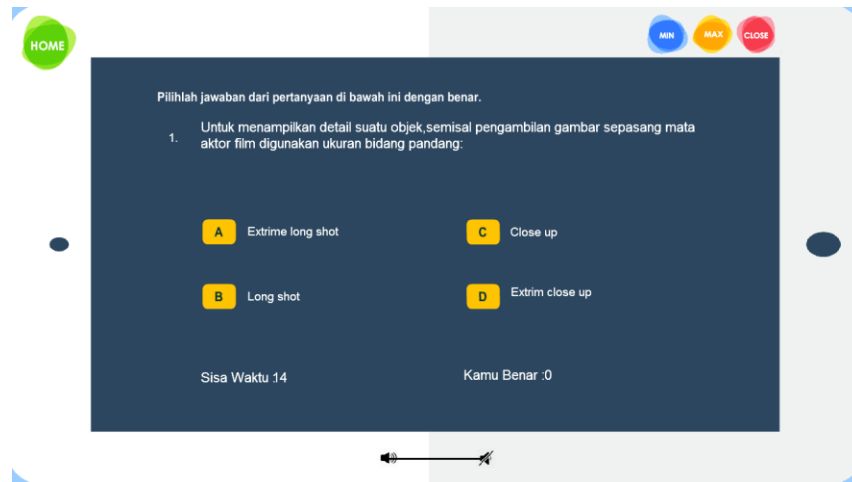 HOME
MIN
MAX
CLOSE
Pilihlah jawaban dari pertanyaan di bawah ini dengan benar.
1. Untuk menampilkan detail suatu objek,semisal pengambilan gambar sepasang mata
aktor film digunakan ukuran bidang pandang:
A Extrime long shot
C Close up
B Long shot
D Extrim close up
Sisa Waktu :14
Kamu Benar :0